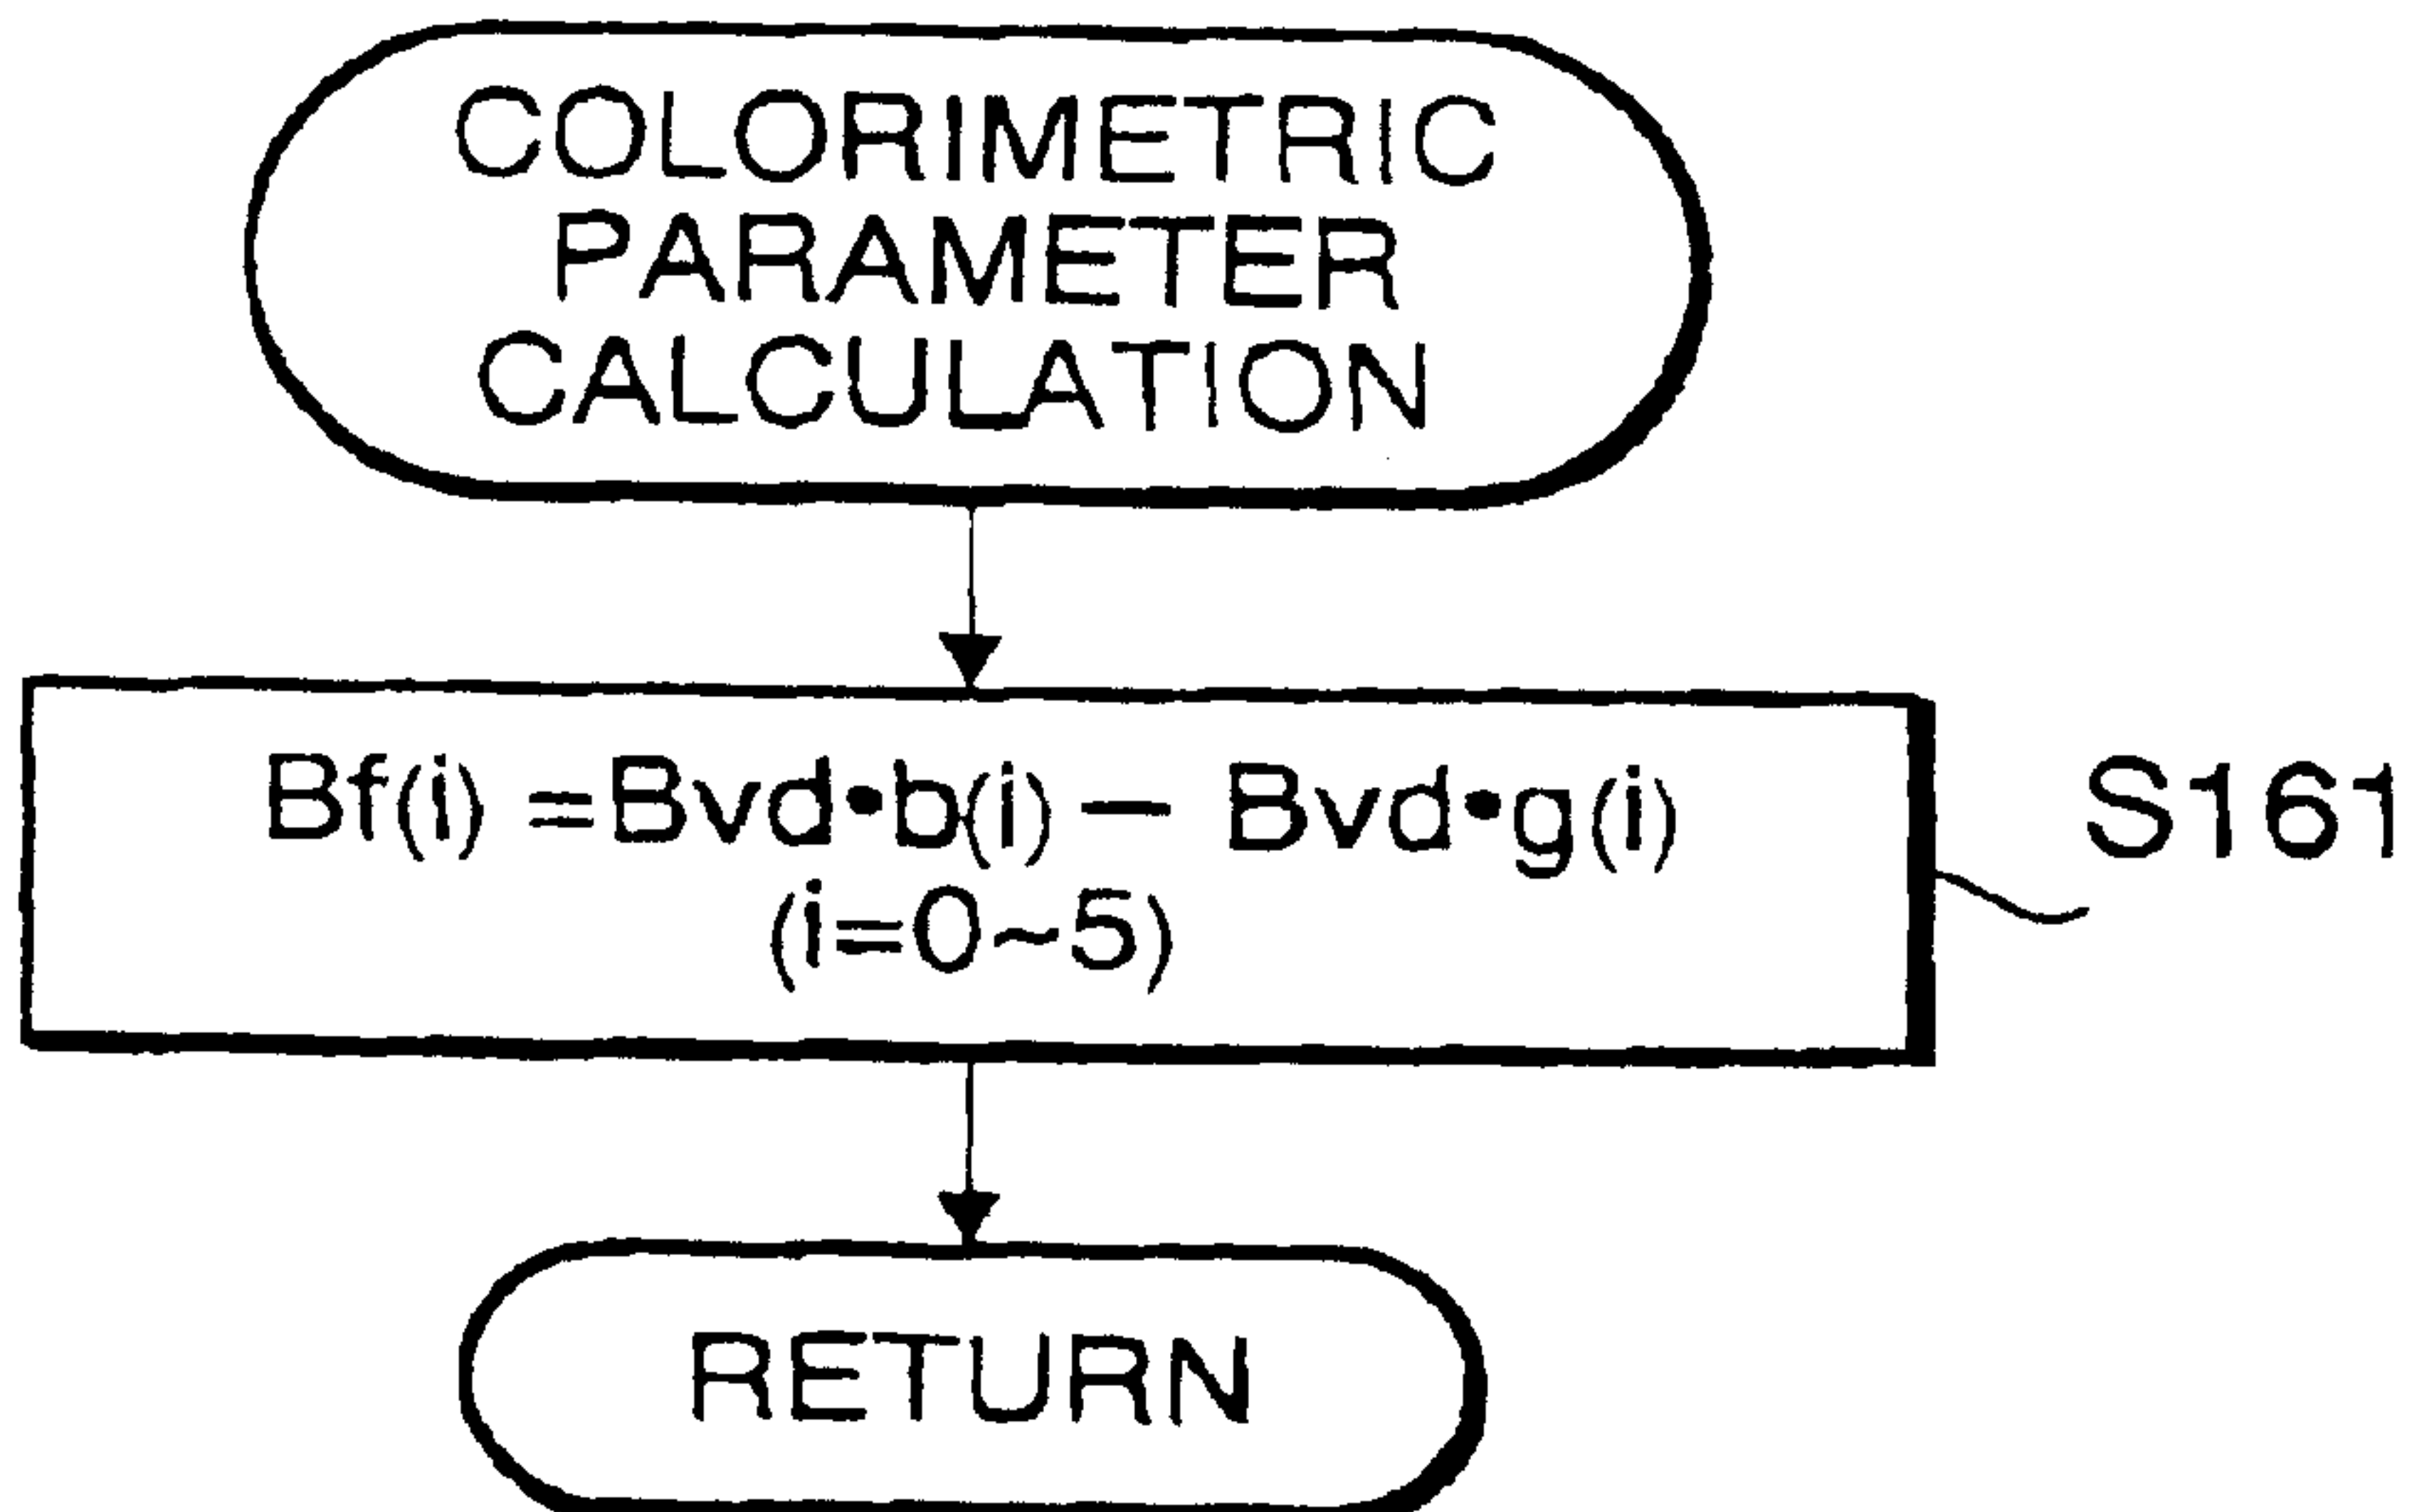 COLORIMETRIC
PARAMETER
CALCULATION
Bf(i) =Bvd•b(i) — Bvd•g(i)
(i=0~5)
S161
RETURN